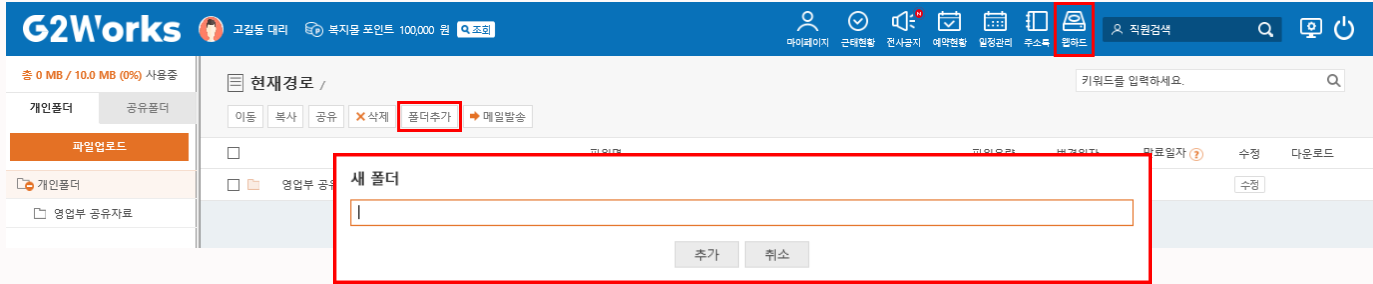 G2W'orks 고길동 대리 복지몰 포인트 100,000 원 조회
마이페이지 근태현황 전사공지 N 예약현황 일정관리 주소록 웹하드 직원검색
총 0 MB / 10.0 MB (0%) 사용중
개인폴더 공유폴더
파일업로드
개인폴더
영업부 공유자료
현재경로 /
키워드를 입력하세요.
이동 복사 공유 삭제 폴더추가 메일발송
파일명 파일용량 변경일자 만료일자 ? 수정 다운로드
영업부 공유 수정
새 폴더
추가 취소